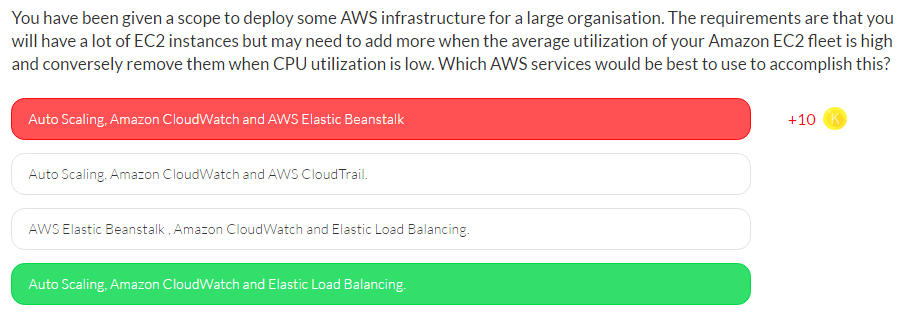 You have been given a scope to deploy some AWS infrastructure for a large organisation. The requirements are that you
will have a lot of EC2 instances but may need to add more when the average utilization of your Amazon EC2 fleet is high
and conversely remove them when CPU utilization is low. Which AWS services would be best to use to accomplish this?
Auto Scaling, Amazon CloudWatch and AWS Elastic Beanstalk
+10 K
Auto Scaling, Amazon CloudWatch and AWS CloudTrail.
AWS Elastic Beanstalk , Amazon CloudWatch and Elastic Load Balancing.
Auto Scaling, Amazon CloudWatch and Elastic Load Balancing.